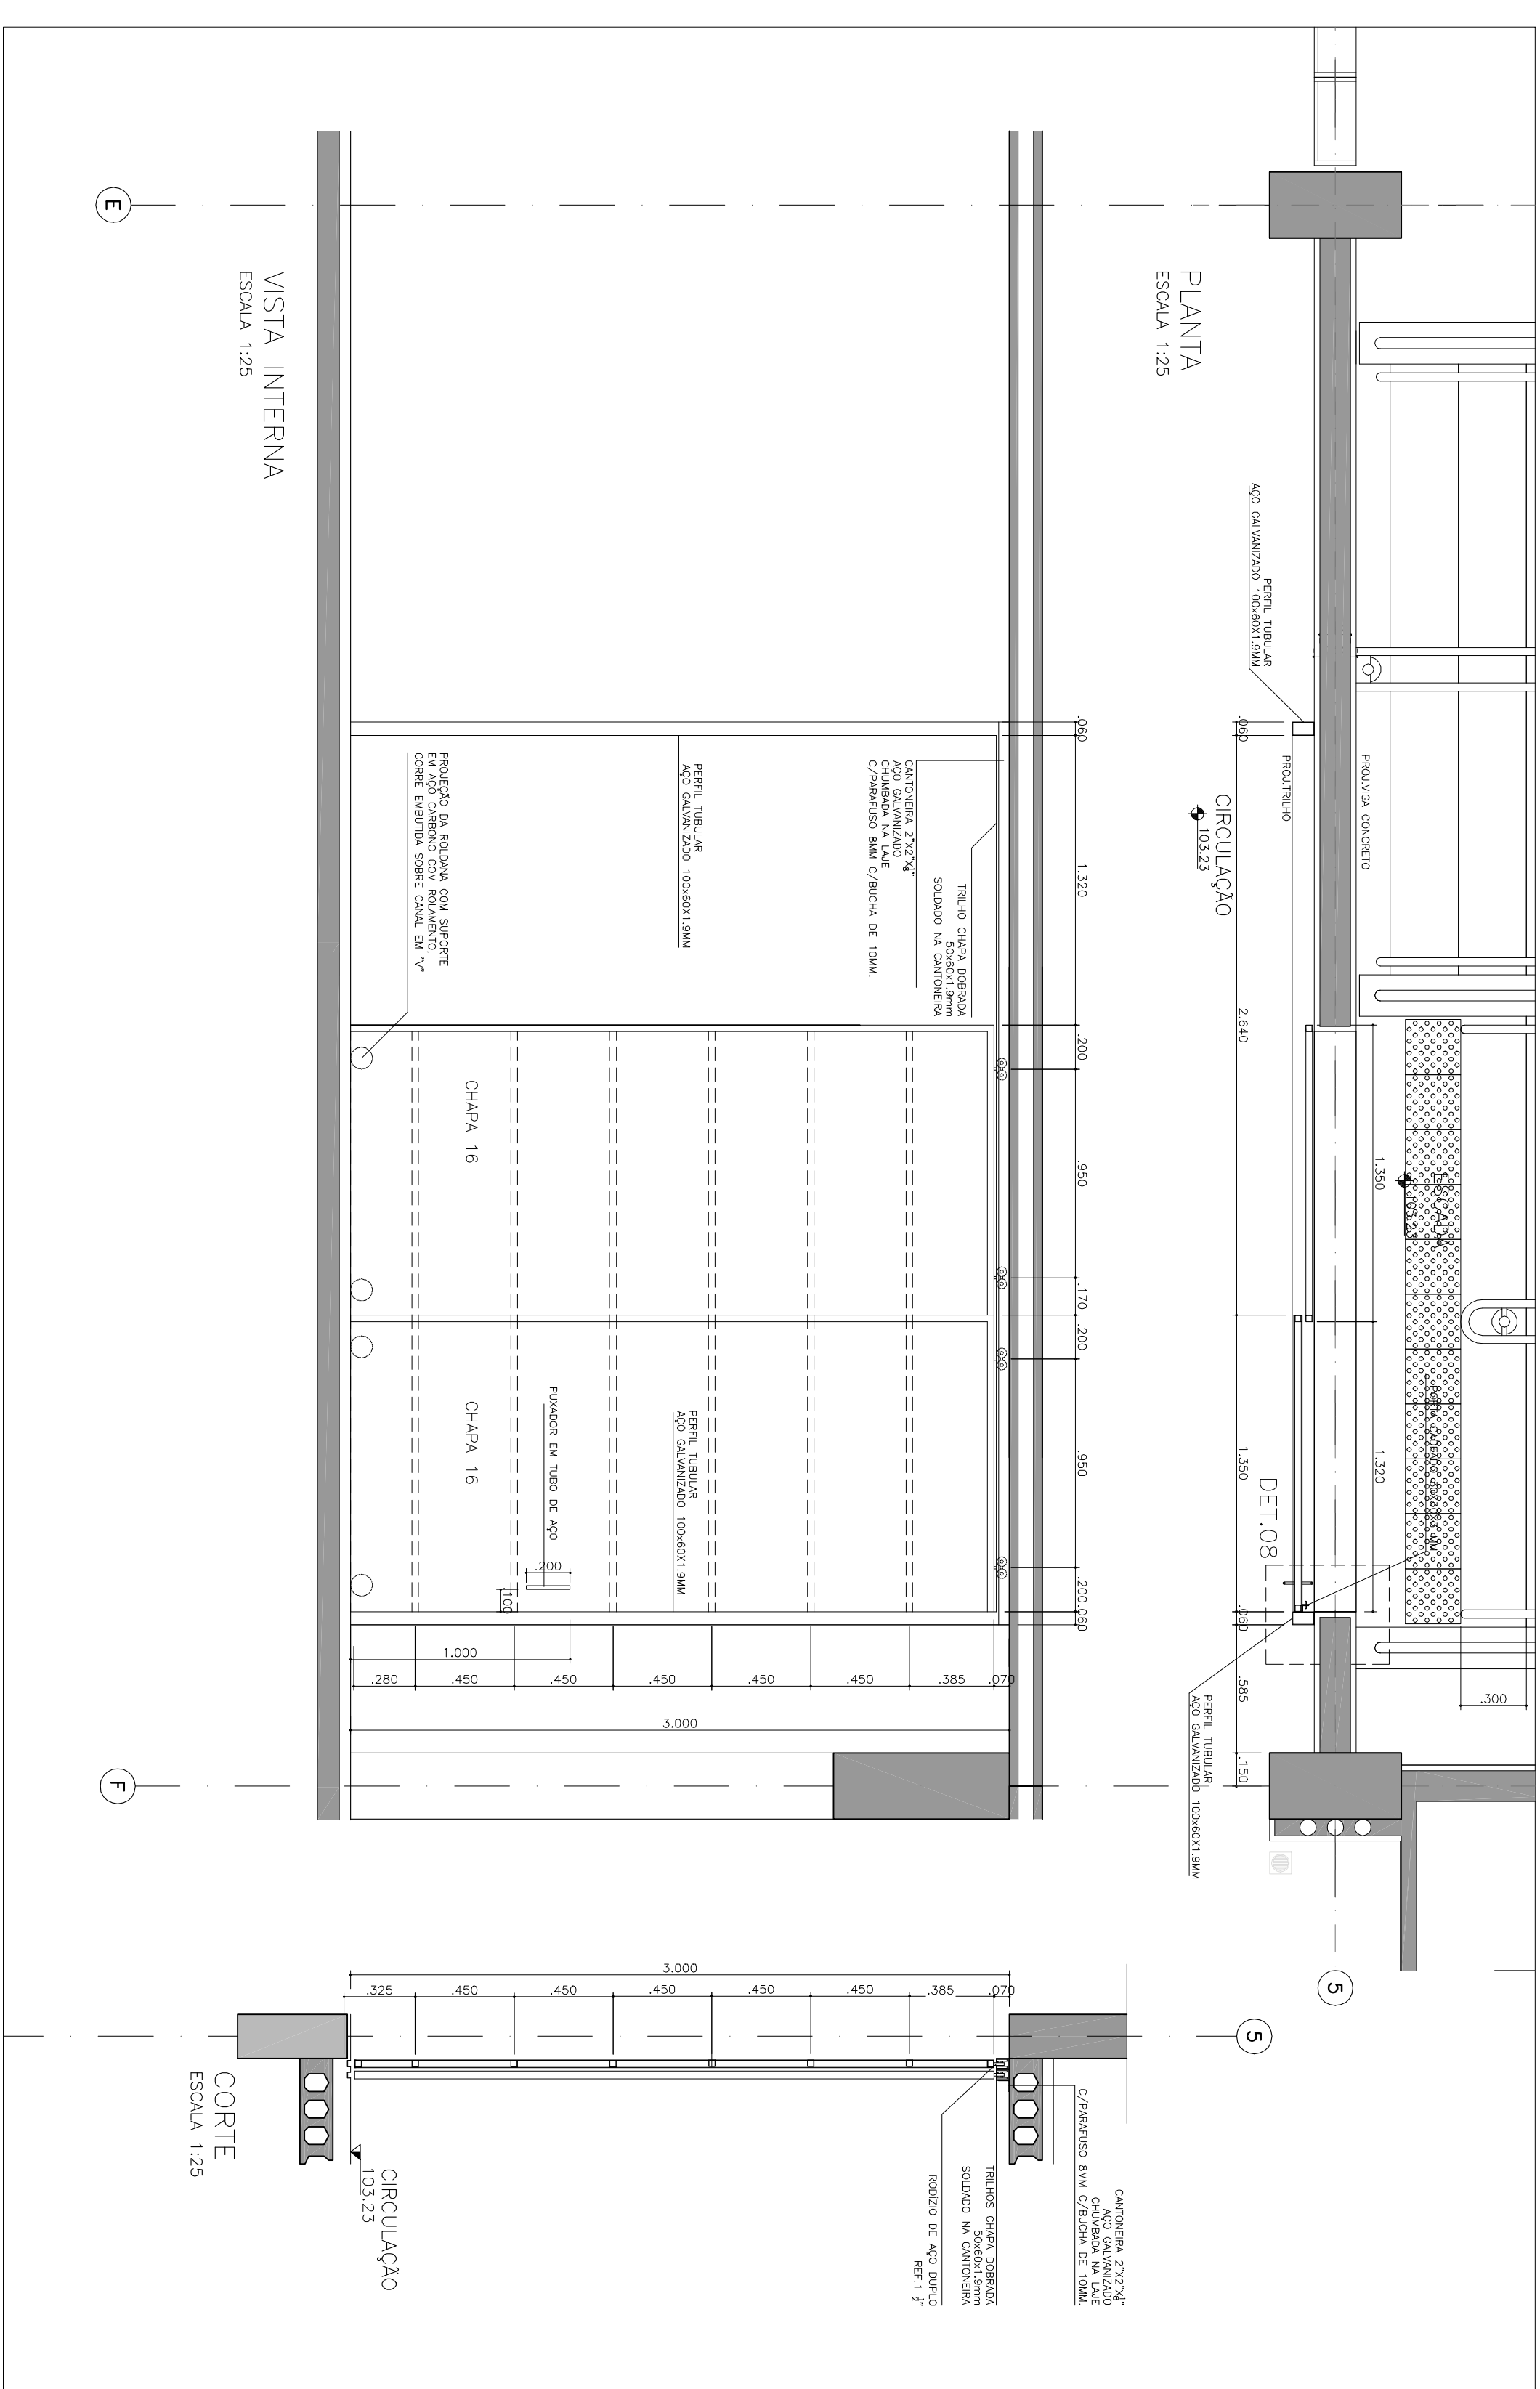 ESCADA
103.23
PORTA CADEADO
.300
1.350
1.320
PROJ.VIGA CONCRETO
PROJ.TRILHO
PERFIL TUBULAR
AÇO GALVANIZADO 100x60X1.9MM
.060
2.640
1.350
.060
.585
.150
CIRCULAÇÃO
103.23
DET.08
PERFIL TUBULAR
AÇO GALVANIZADO 100x60X1.9MM
5
PLANTA
ESCALA 1:25
.060
1.320
.200
.950
.170
.200
.950
.200
.060
TRILHO CHAPA DOBRADA
50x60x1.9mm
SOLDADO NA CANTONEIRA
CANTONEIRA 2"X2"X1/8"
AÇO GALVANIZADO
CHUMBADA NA LAJE
C/PARAFUSO 8MM C/BUCHA DE 10MM.
PERFIL TUBULAR
AÇO GALVANIZADO 100x60X1.9MM
PERFIL TUBULAR
AÇO GALVANIZADO 100x60X1.9MM
PUXADOR EM TUBO DE AÇO
.200
.100
CHAPA 16
CHAPA 16
PROJEÇÃO DA ROLDANA COM SUPORTE
EM AÇO CARBONO COM ROLAMENTO,
CORRE EMBUTIDA SOBRE CANAL EM "V"
.070
.385
.450
.450
.450
.450
.450
.280
1.000
3.000
VISTA INTERNA
ESCALA 1:25
E
F
5
CANTONEIRA 2"X2"X1/8"
AÇO GALVANIZADO
CHUMBADA NA LAJE
C/PARAFUSO 8MM C/BUCHA DE 10MM.
TRILHOS CHAPA DOBRADA
50x60x1.9mm
SOLDADO NA CANTONEIRA
RODÍZIO DE AÇO DUPLO
REF.1 1/2"
3.000
.070
.385
.450
.450
.450
.450
.450
.325
CIRCULAÇÃO
103.23
CORTE
ESCALA 1:25